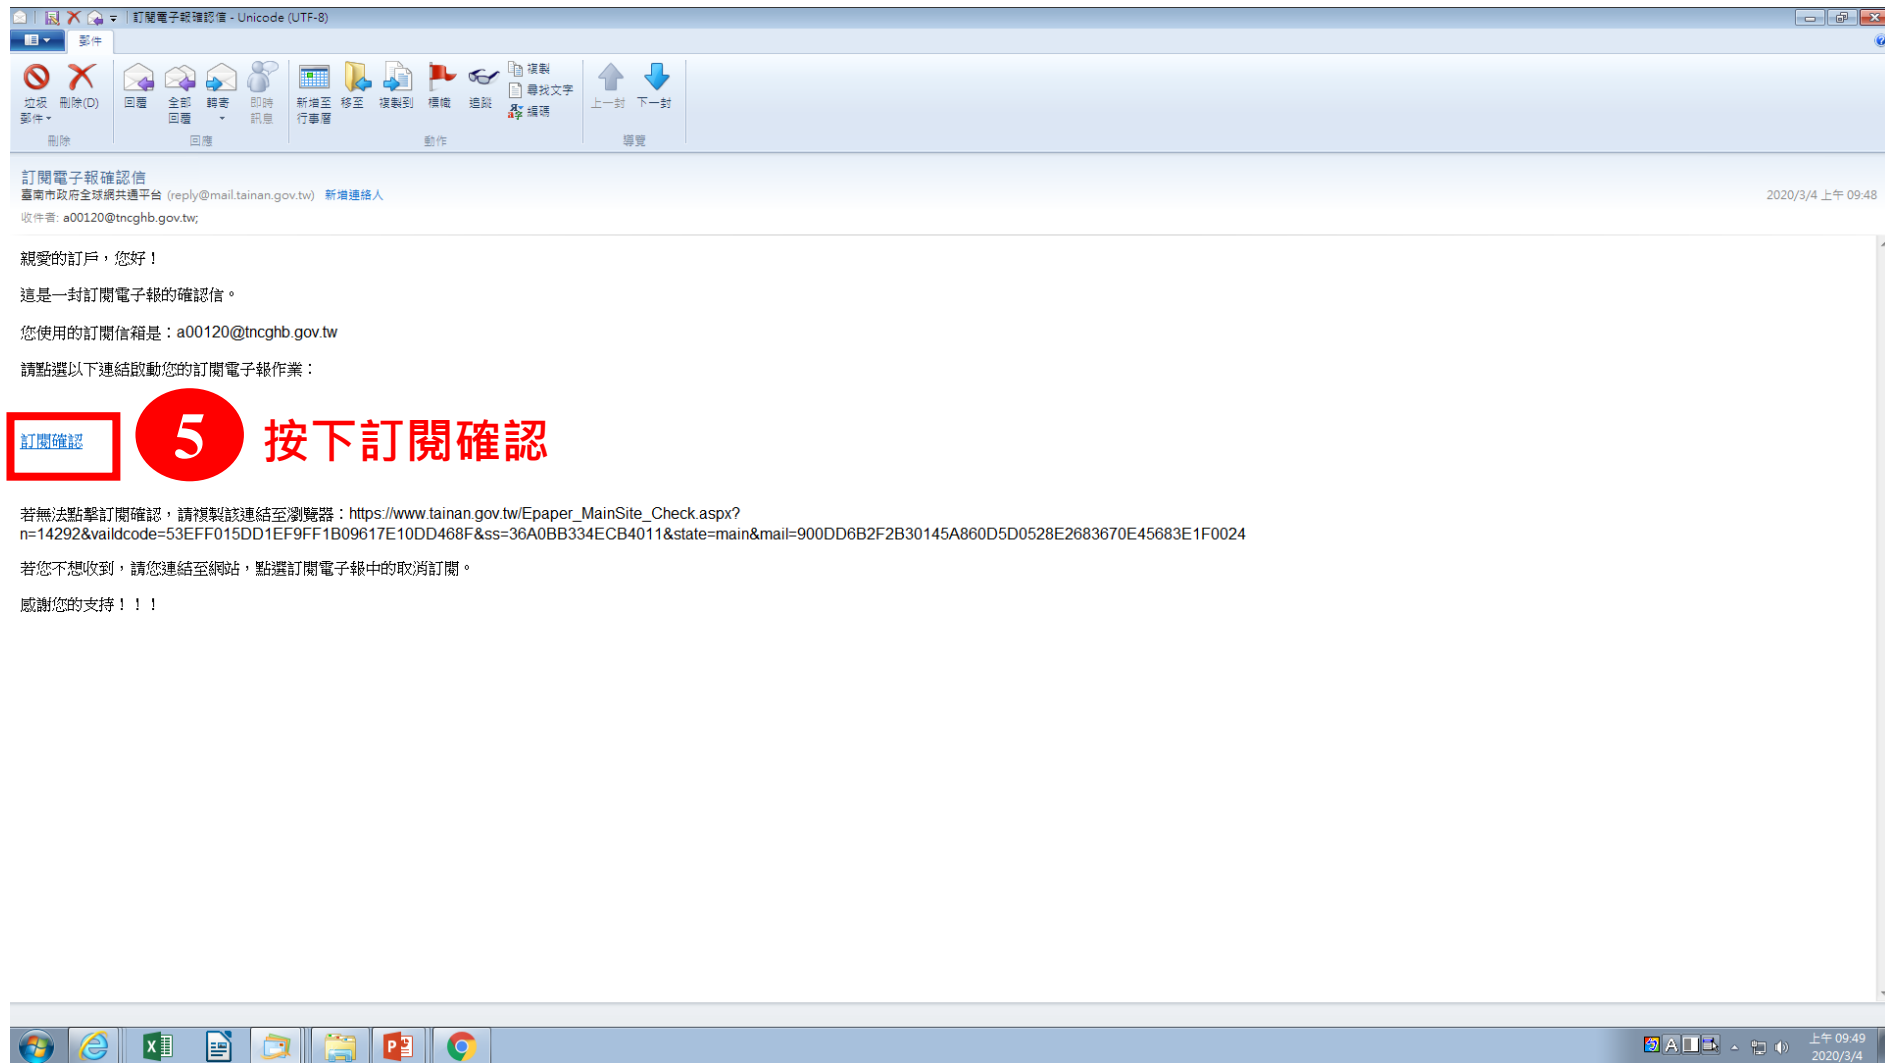 訂閱電子報確認信 - Unicode (UTF-8)
郵件
垃圾郵件
刪除(D)
刪除
回覆
全部回覆
轉寄
即時訊息
回應
新增至行事曆
移至
複製到
標幟
追蹤
複製
尋找文字
編碼
動作
上一封
下一封
導覽
訂閱電子報確認信
臺南市政府全球網共通平台 (reply@mail.tainan.gov.tw) 新增連絡人
2020/3/4 上午 09:48
收件者: a00120@tncghb.gov.tw;
親愛的訂戶，您好！
這是一封訂閱電子報的確認信。
您使用的訂閱信箱是：a00120@tncghb.gov.tw
請點選以下連結啟動您的訂閱電子報作業：
訂閱確認
5 按下訂閱確認
若無法點擊訂閱確認，請複製該連結至瀏覽器：https://www.tainan.gov.tw/Epaper_MainSite_Check.aspx?
n=14292&vaildcode=53EFF015DD1EF9FF1B09617E10DD468F&ss=36A0BB334ECB4011&state=main&mail=900DD6B2F2B30145A860D5D0528E2683670E45683E1F0024
若您不想收到，請您連結至網站，點選訂閱電子報中的取消訂閱。
感謝您的支持！！！
上午 09:49
2020/3/4